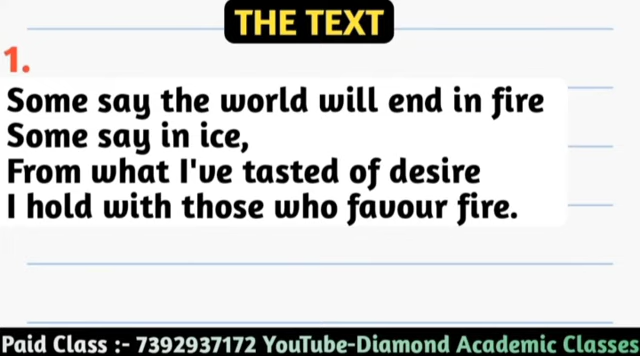 THE TEXT
1.
Some say the world will end in fire
Some say in ice,
From what I've tasted of desire
I hold with those who favour fire.
Paid Class :- 7392937172 YouTube-Diamond Academic Classes